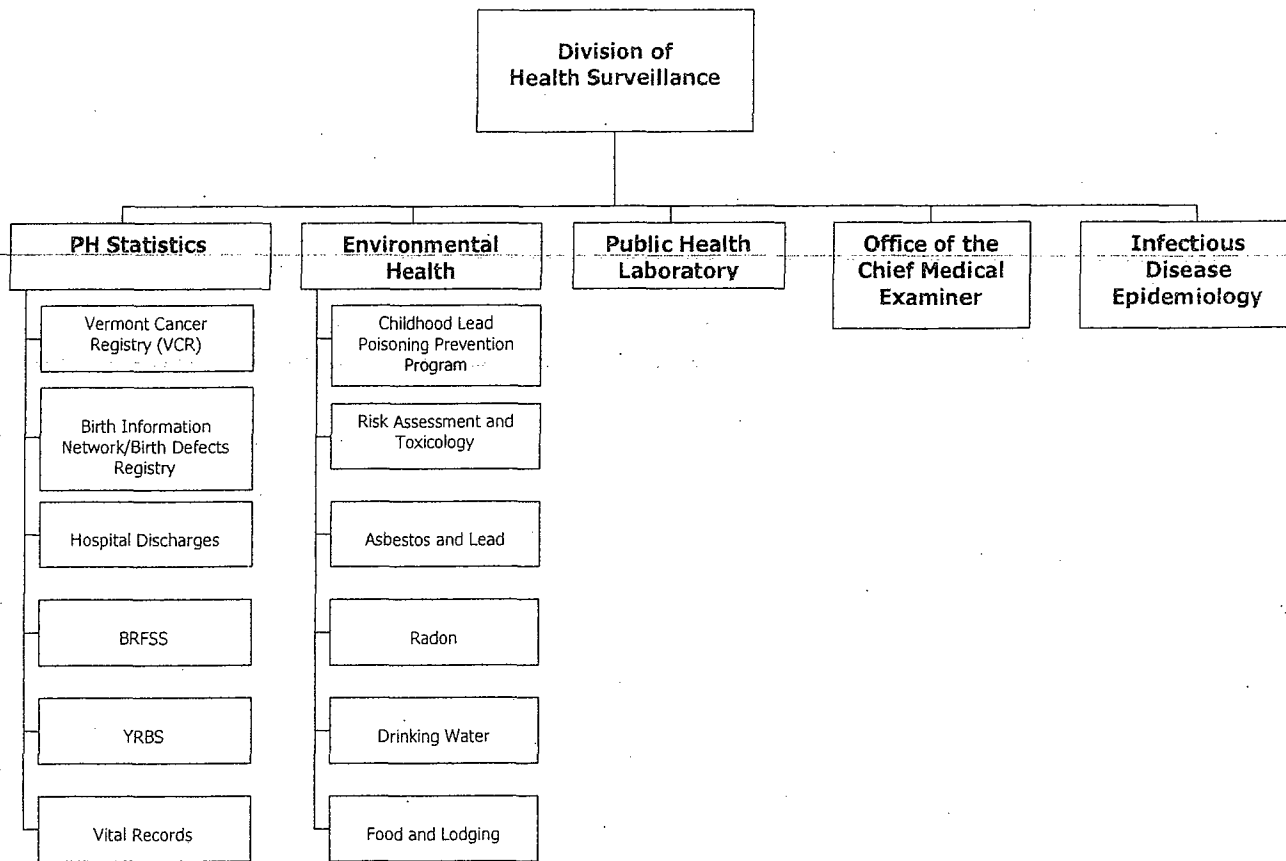 Division of
Health Surveillance
PH Statistics
Vermont Cancer
Registry (VCR)
Birth Information
Network/Birth Defects
Registry
Hospital Discharges
BRFSS
YRBS
Vital Records
Environmental
Health
Childhood Lead
Poisoning Prevention
Program
Risk Assessment and
Toxicology
Asbestos and Lead
Radon
Drinking Water
Food and Lodging
Public Health
Laboratory
Office of the
Chief Medical
Examiner
Infectious
Disease
Epidemiology